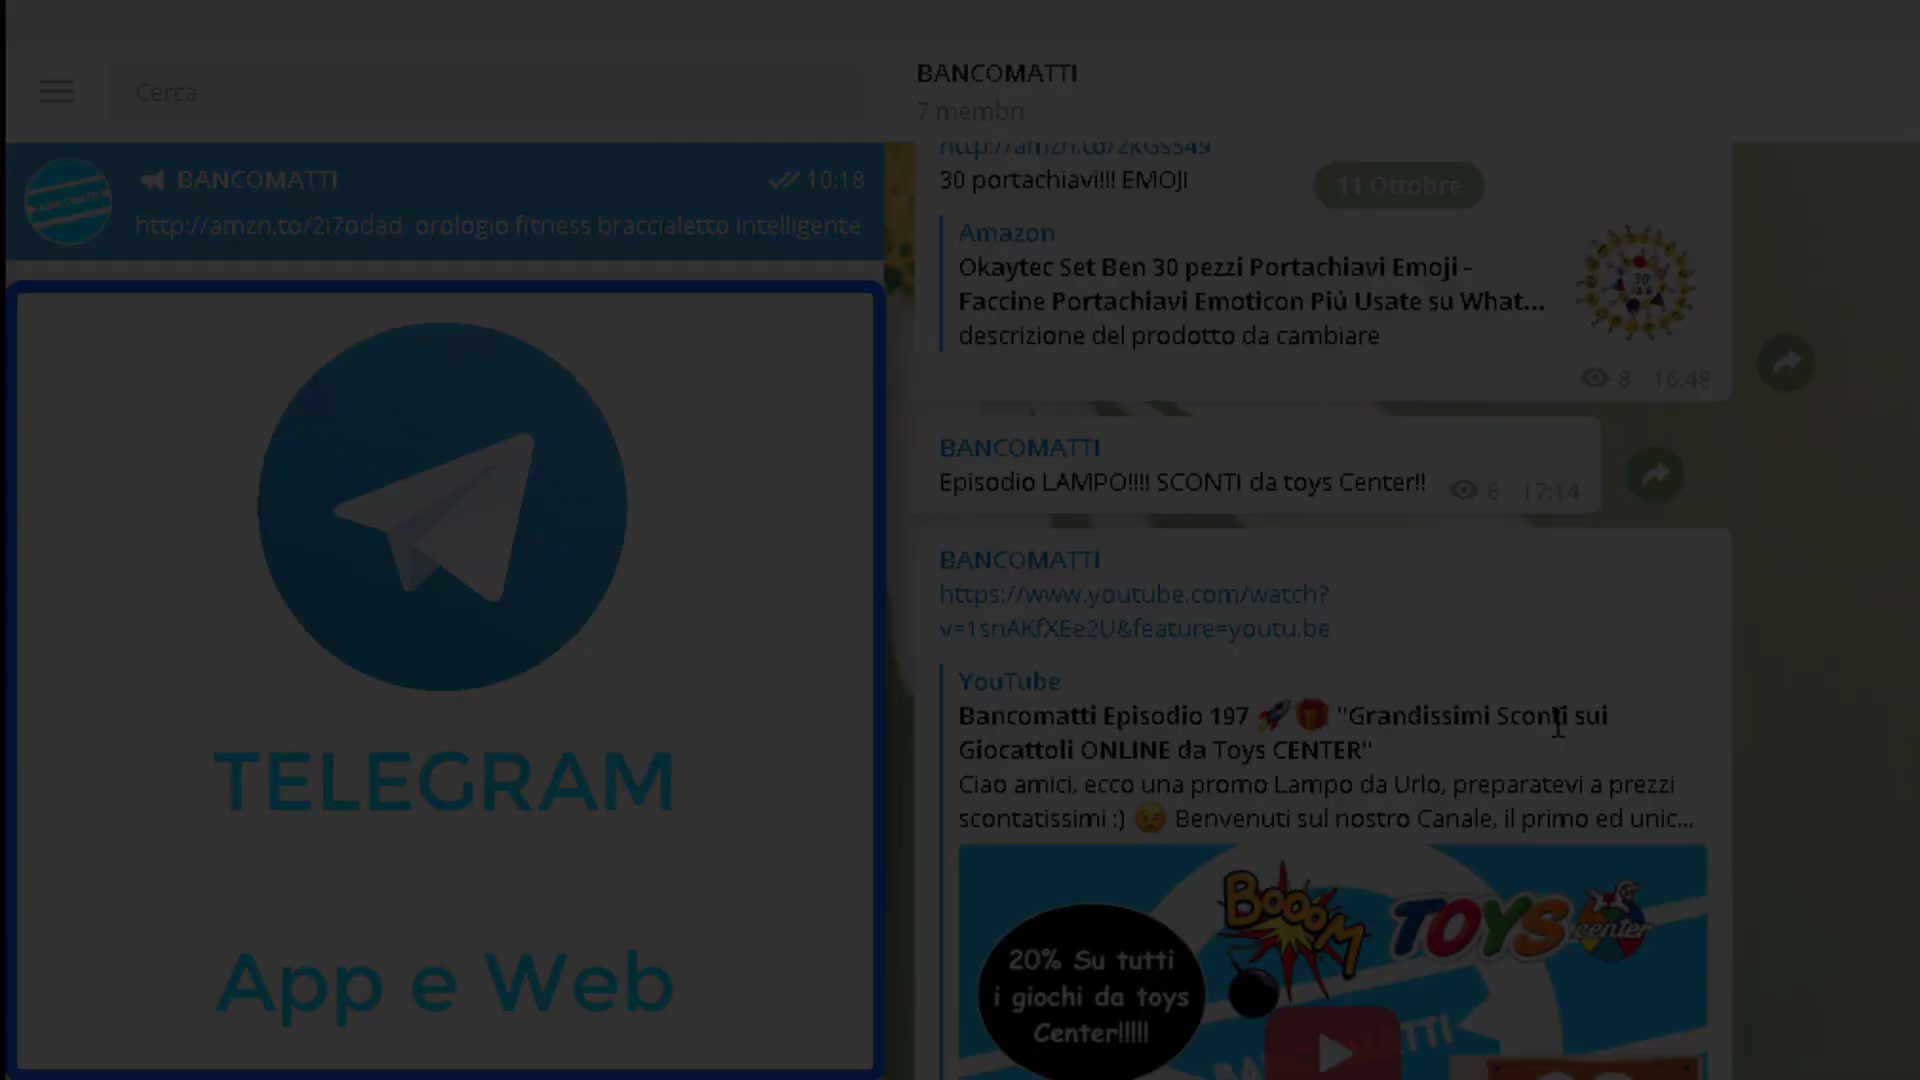 Cerca
BANCOMATTI
10:18
http://amzn.to/2i7odad orologio fitness braccialetto intelligente
TELEGRAM
App e Web
BANCOMATTI
7 membri
http://amzn.to/2kGs549
30 portachiavi!!! EMOJI
11 Ottobre
Amazon
Okaytec Set Ben 30 pezzi Portachiavi Emoji -
Faccine Portachiavi Emoticon Più Usate su What...
descrizione del prodotto da cambiare
8 16:48
BANCOMATTI
Episodio LAMPO!!!! SCONTI da toys Center!!
8 17:14
BANCOMATTI
https://www.youtube.com/watch?
v=1snAKfXEe2U&feature=youtu.be
YouTube
Bancomatti Episodio 197 🚀🎁 "Grandissimi Sconti sui
Giocattoli ONLINE da Toys CENTER"
Ciao amici, ecco una promo Lampo da Urlo, preparatevi a prezzi
scontatissimi :) 😉 Benvenuti sul nostro Canale, il primo ed unic...
BOOOM
TOYS center
20% Su tutti
i giochi da toys
Center!!!!!